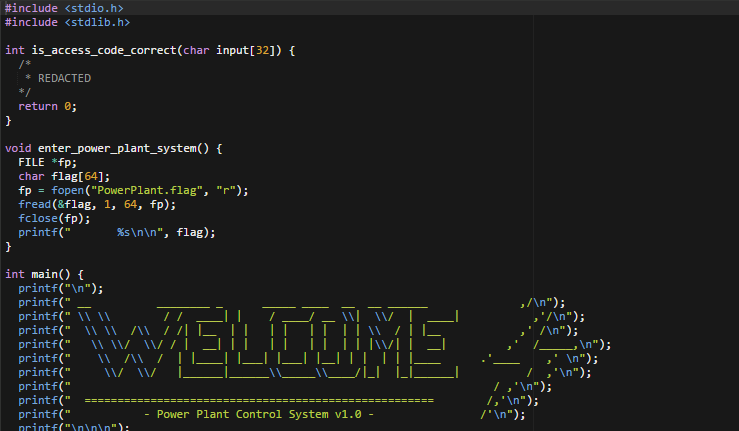 #include <stdio.h>
#include <stdlib.h>

int is_access_code_correct(char input[32]) {
  /*
   * REDACTED
  */
  return 0;
}

void enter_power_plant_system() {
  FILE *fp;
  char flag[64];
  fp = fopen("PowerPlant.flag", "r");
  fread(&flag, 1, 64, fp);
  fclose(fp);
  printf("       %s\n\n", flag);
}

int main() {
  printf("\n");
  printf(" __          ________ _      _____ ____  __  __ ______              ,/\n");
  printf(" \\ \\        / /  ____| |    / ____/ __ \\|  \\/  |  ____|           ,'/\n");
  printf("  \\ \\  /\\  / /| |__  | |   | |   | |  | | \\  / | |__            ,' /\n");
  printf("   \\ \\/  \\/ / |  __| | |   | |   | |  | | |\\/| |  __|         ,'  /_____,\n");
  printf("    \\  /\\  /  | |____| |___| |___| |__| | |  | | |____      .'____    ,' \n");
  printf("     \\/  \\/   |______|______\\_____\\____/|_|  |_|______|          /  ,'\n");
  printf("                                                                / ,'\n");
  printf("  =====================================================        /,'\n");
  printf("           - Power Plant Control System v1.0 -                /'\n");
  printf("\n\n\n");